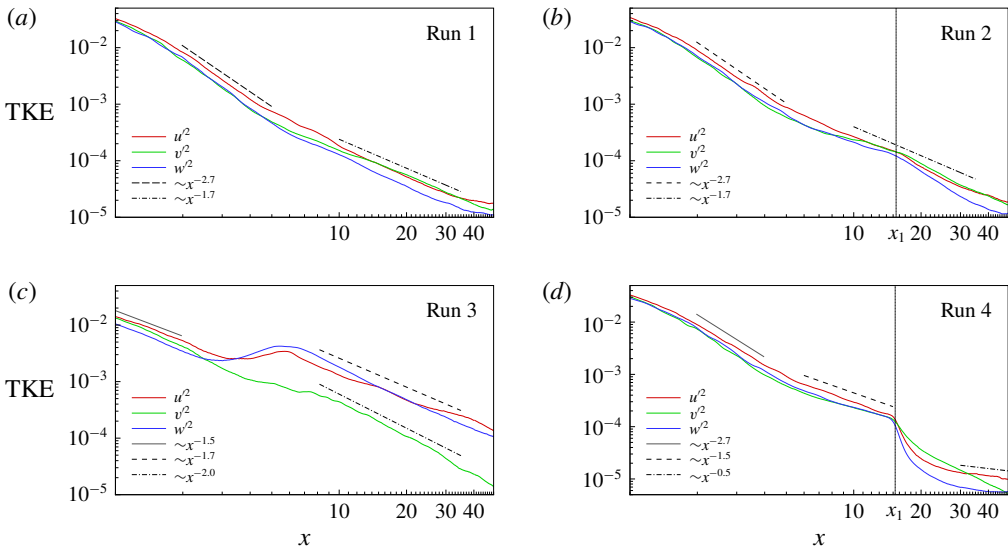 (a)
Run 1
TKE
10⁻²
10⁻³
10⁻⁴
10⁻⁵
u′²
v′²
w′²
~x⁻²·⁷
~x⁻¹·⁷
10 20 30 40
(b)
Run 2
10⁻²
10⁻³
10⁻⁴
10⁻⁵
u′²
v′²
w′²
~x⁻²·⁷
~x⁻¹·⁷
10 x₁ 20 30 40
(c)
Run 3
TKE
10⁻²
10⁻³
10⁻⁴
10⁻⁵
u′²
v′²
w′²
~x⁻¹·⁵
~x⁻¹·⁷
~x⁻²·⁰
10 20 30 40
x
(d)
Run 4
10⁻²
10⁻³
10⁻⁴
10⁻⁵
u′²
v′²
w′²
~x⁻²·⁷
~x⁻¹·⁵
~x⁻⁰·⁵
10 x₁ 20 30 40
x